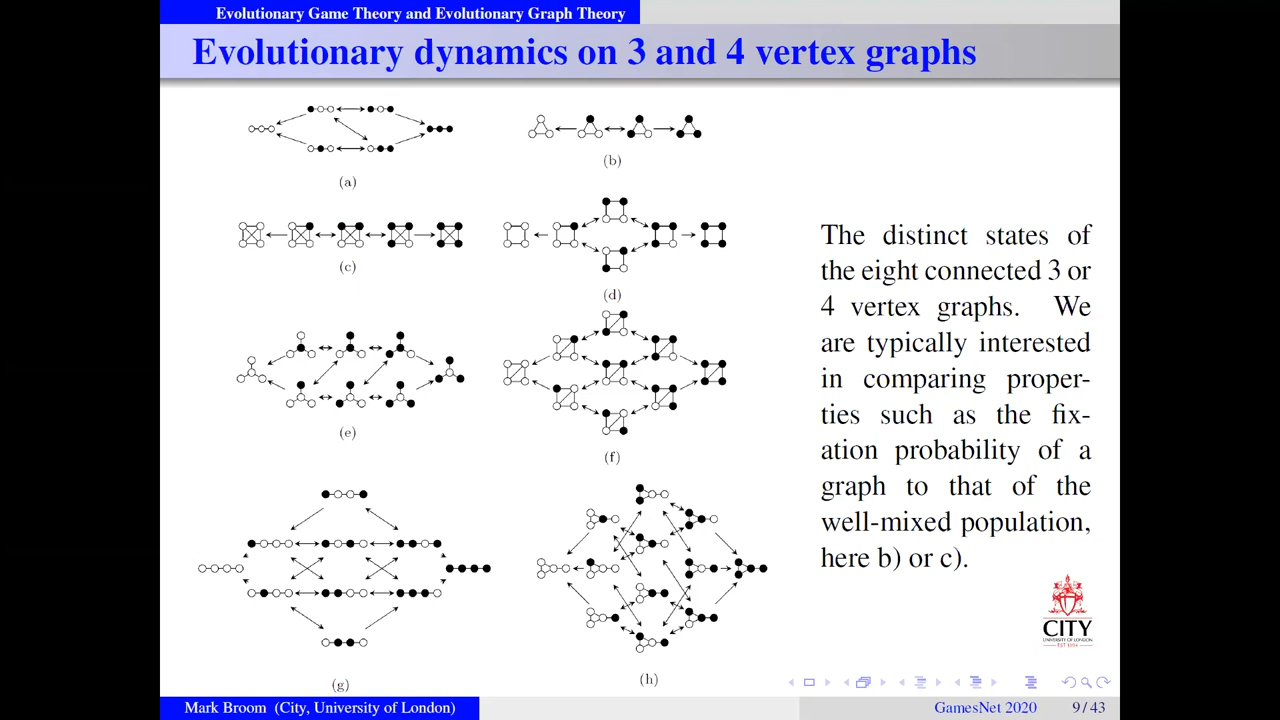 Evolutionary Game Theory and Evolutionary Graph Theory
Evolutionary dynamics on 3 and 4 vertex graphs
(a)
(b)
(c)
(d)
(e)
(f)
(g)
(h)
The distinct states of
the eight connected 3 or
4 vertex graphs. We
are typically interested
in comparing proper-
ties such as the fix-
ation probability of a
graph to that of the
well-mixed population,
here b) or c).
CITY
UNIVERSITY OF LONDON
EST 1894
Mark Broom (City, University of London)
GamesNet 2020
9 / 43